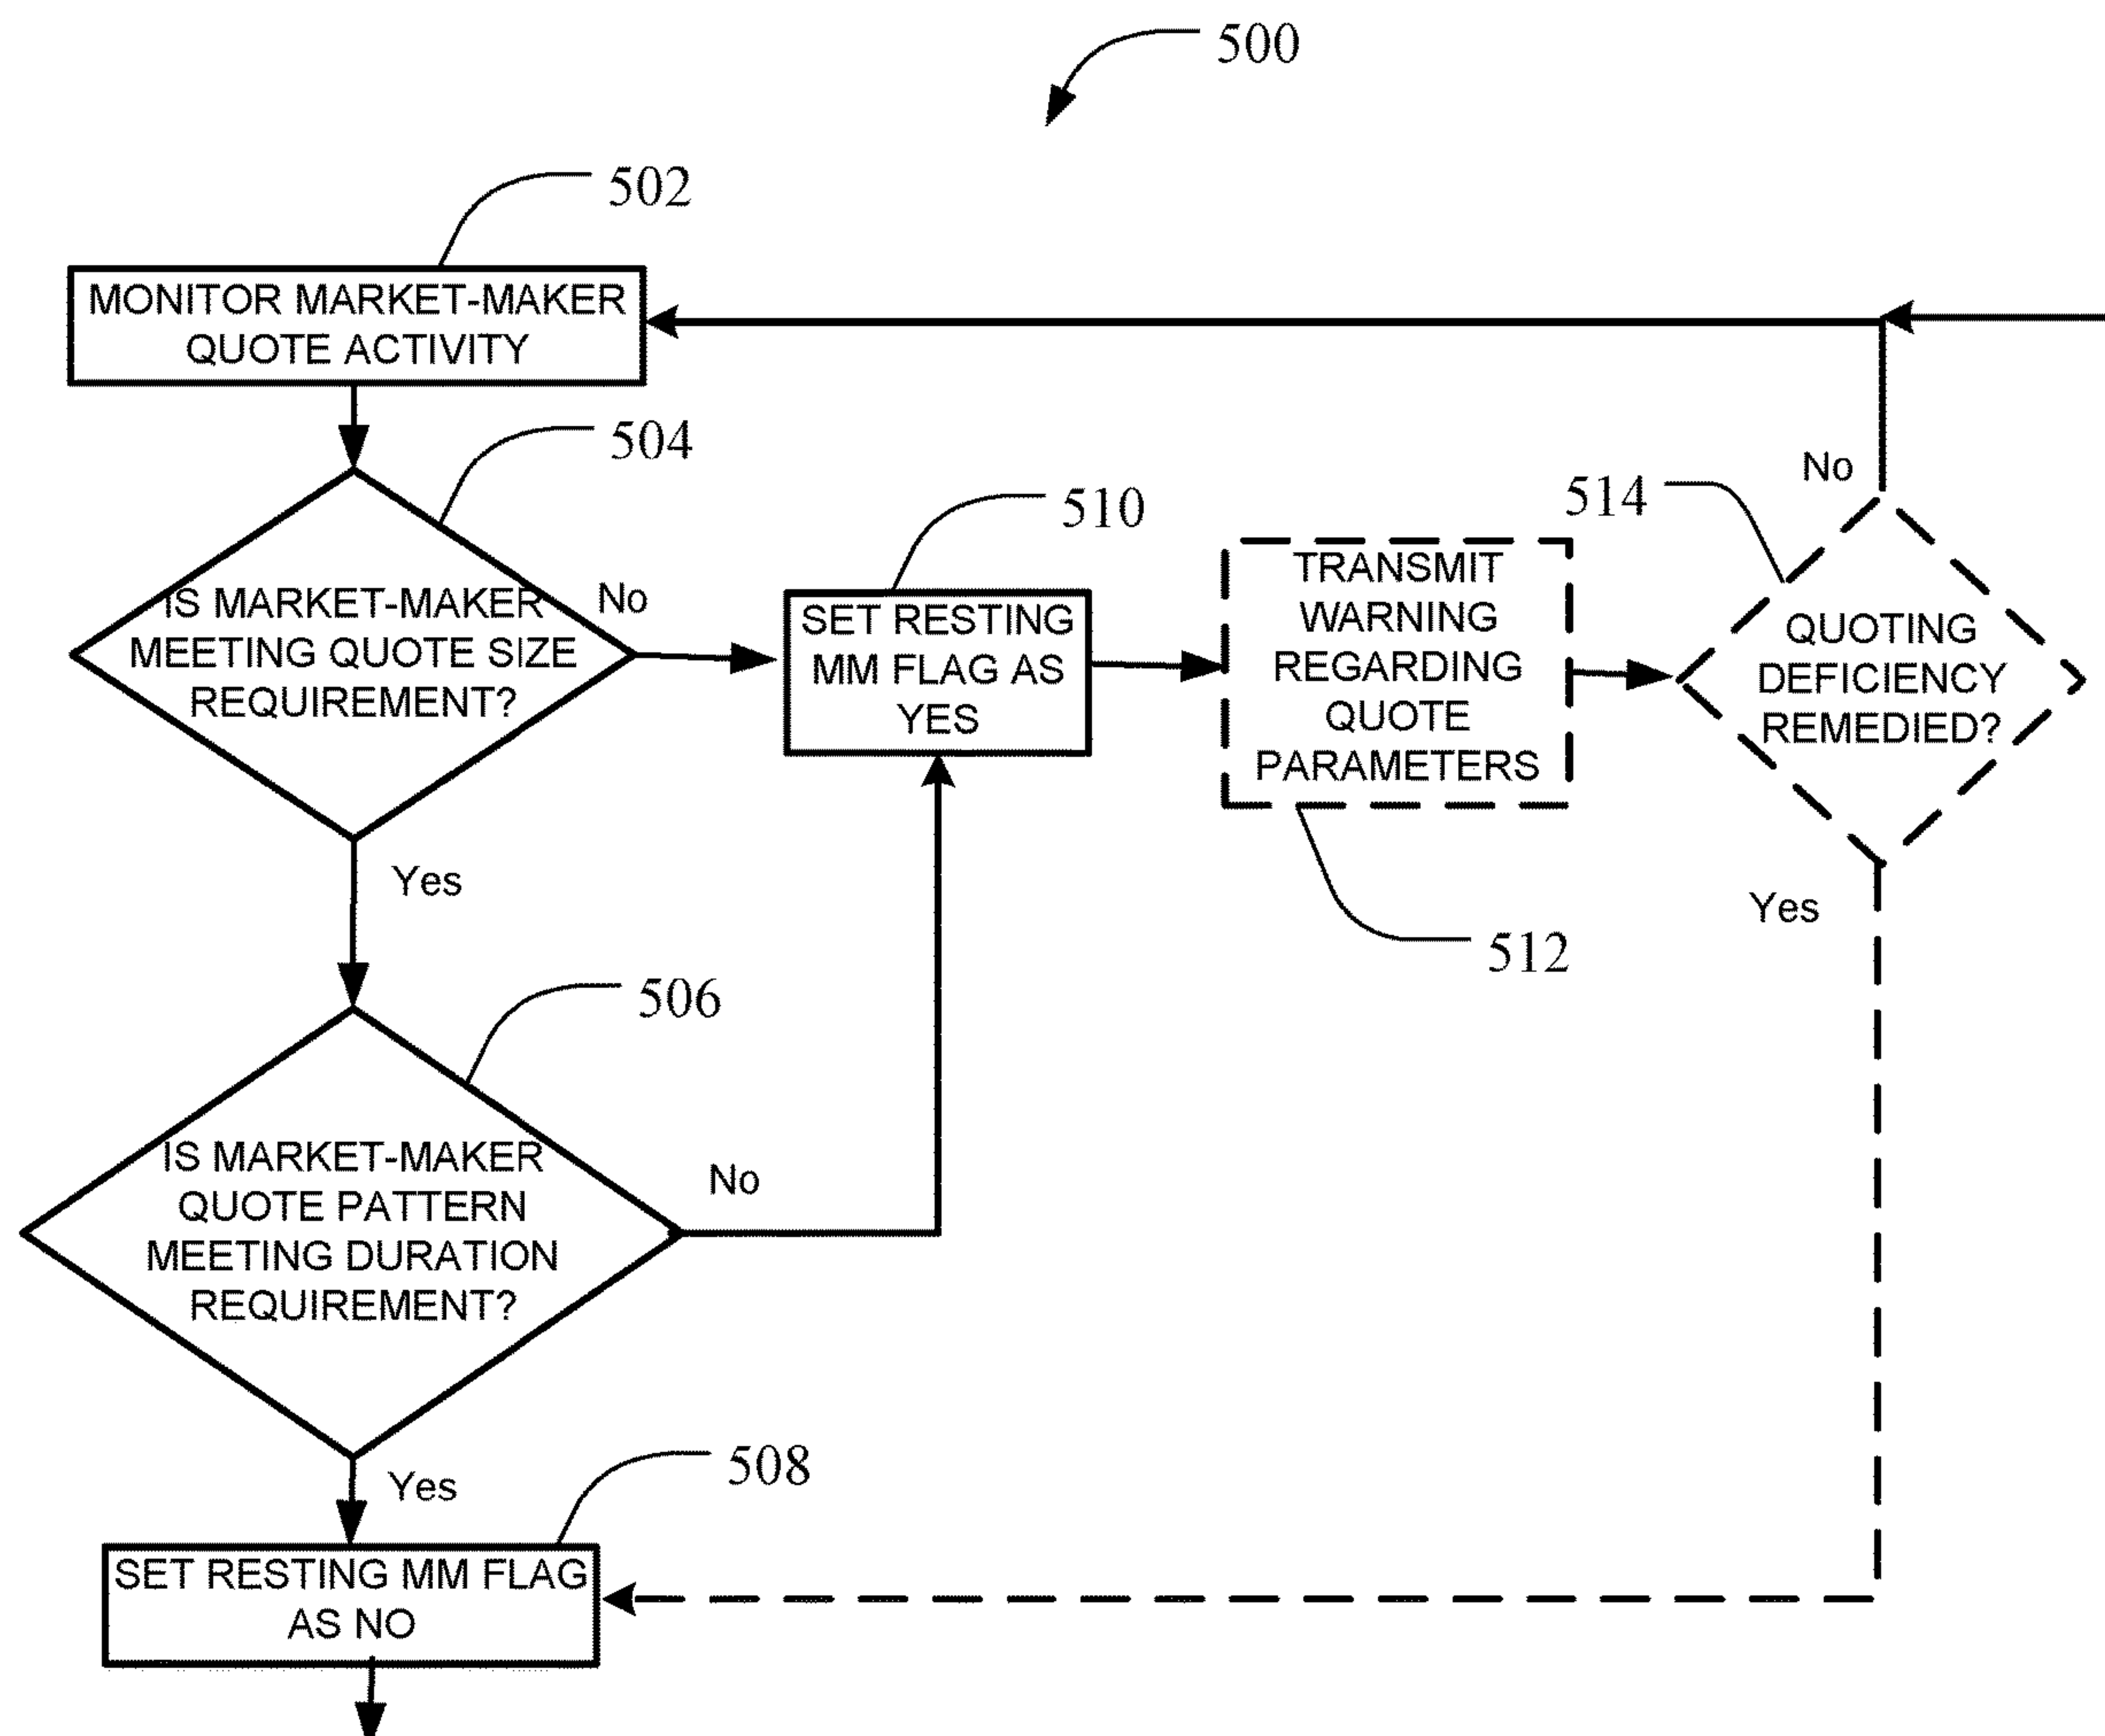 500
502
MONITOR MARKET-MAKER
QUOTE ACTIVITY
504
IS MARKET-MAKER
MEETING QUOTE SIZE
REQUIREMENT?
No
Yes
510
SET RESTING
MM FLAG AS
YES
TRANSMIT
WARNING
REGARDING
QUOTE
PARAMETERS
512
514
No
QUOTING
DEFICIENCY
REMEDIED?
Yes
506
IS MARKET-MAKER
QUOTE PATTERN
MEETING DURATION
REQUIREMENT?
No
Yes
508
SET RESTING MM FLAG
AS NO